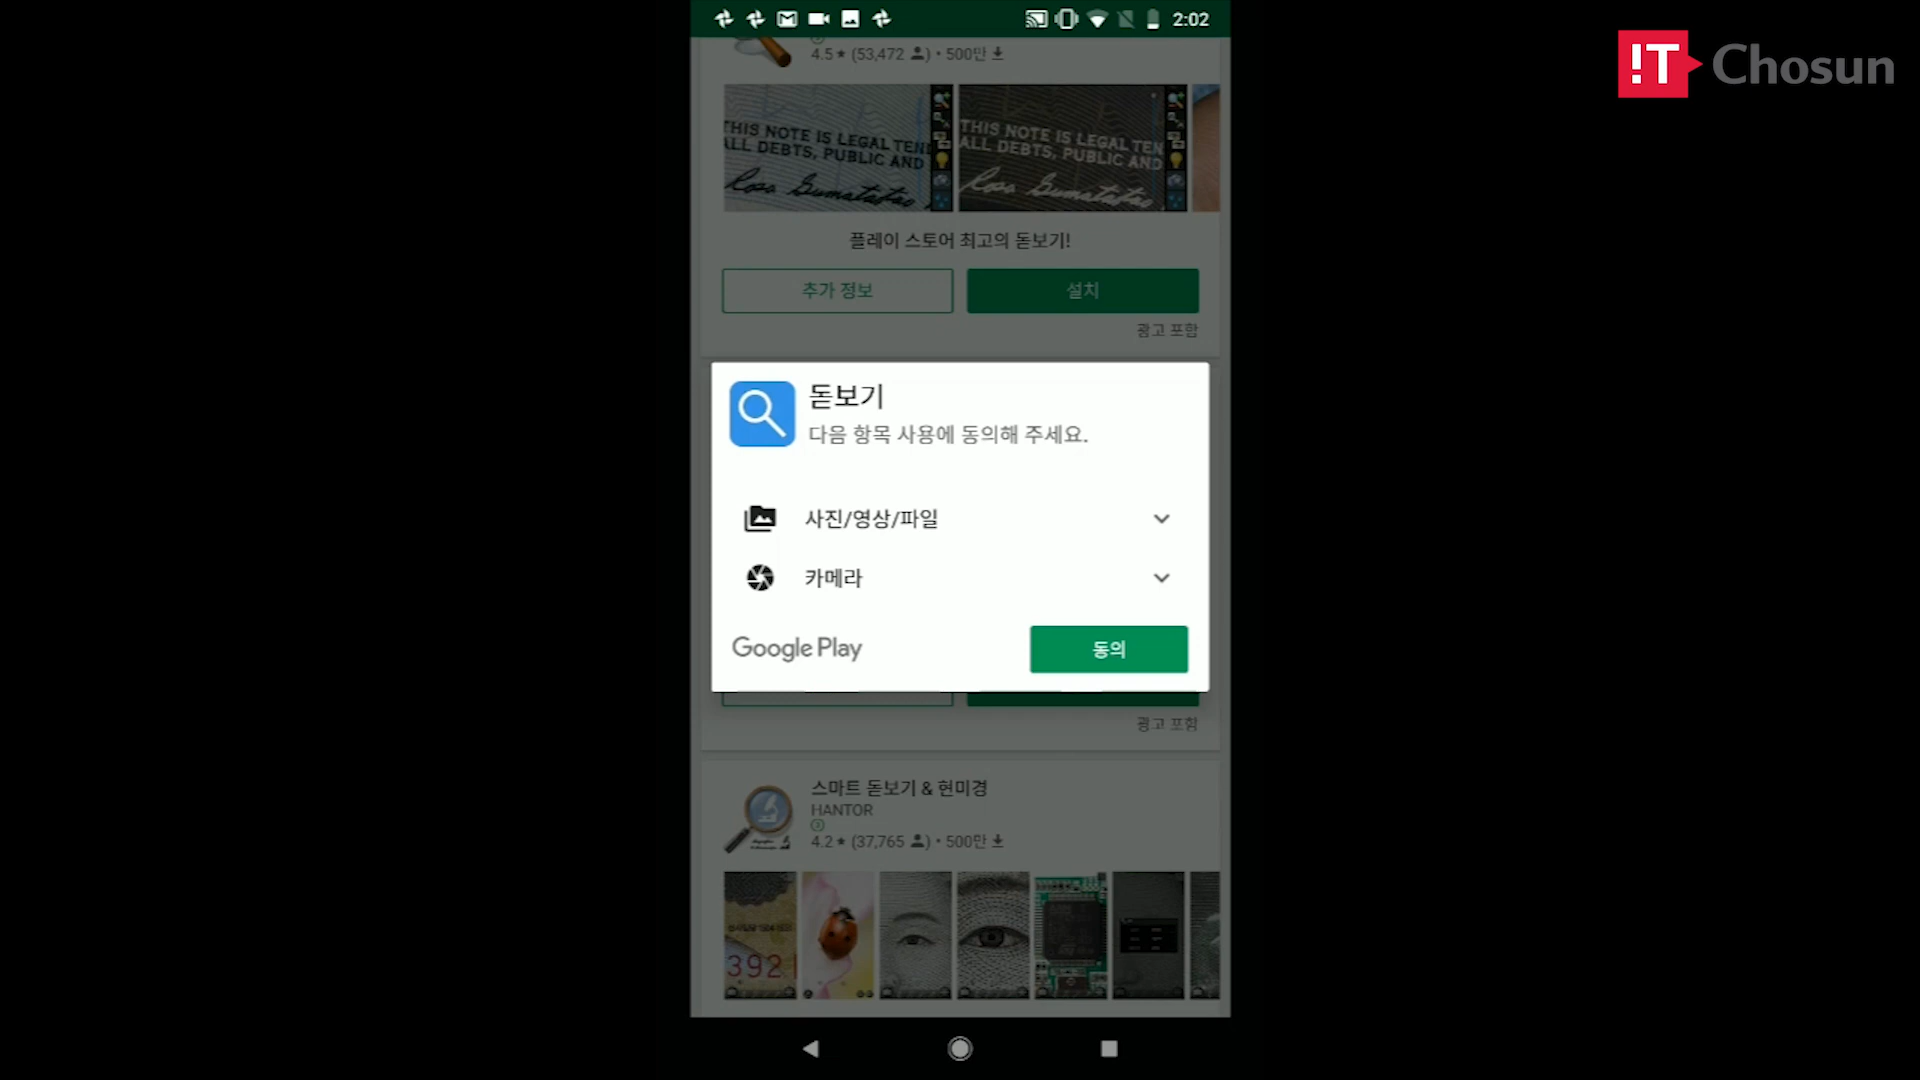 2:02
!T Chosun
4.5★ (53,472 ) • 500만
THIS NOTE IS LEGAL TEND
ALL DEBTS, PUBLIC AND
THIS NOTE IS LEGAL TEN
ALL DEBTS, PUBLIC AND
플레이 스토어 최고의 돋보기!
추가 정보
설치
광고 포함
돋보기
다음 항목 사용에 동의해 주세요.
사진/영상/파일
카메라
Google Play
동의
광고 포함
스마트 돋보기 & 현미경
HANTOR
4.2★ (37,765 ) • 500만
3921